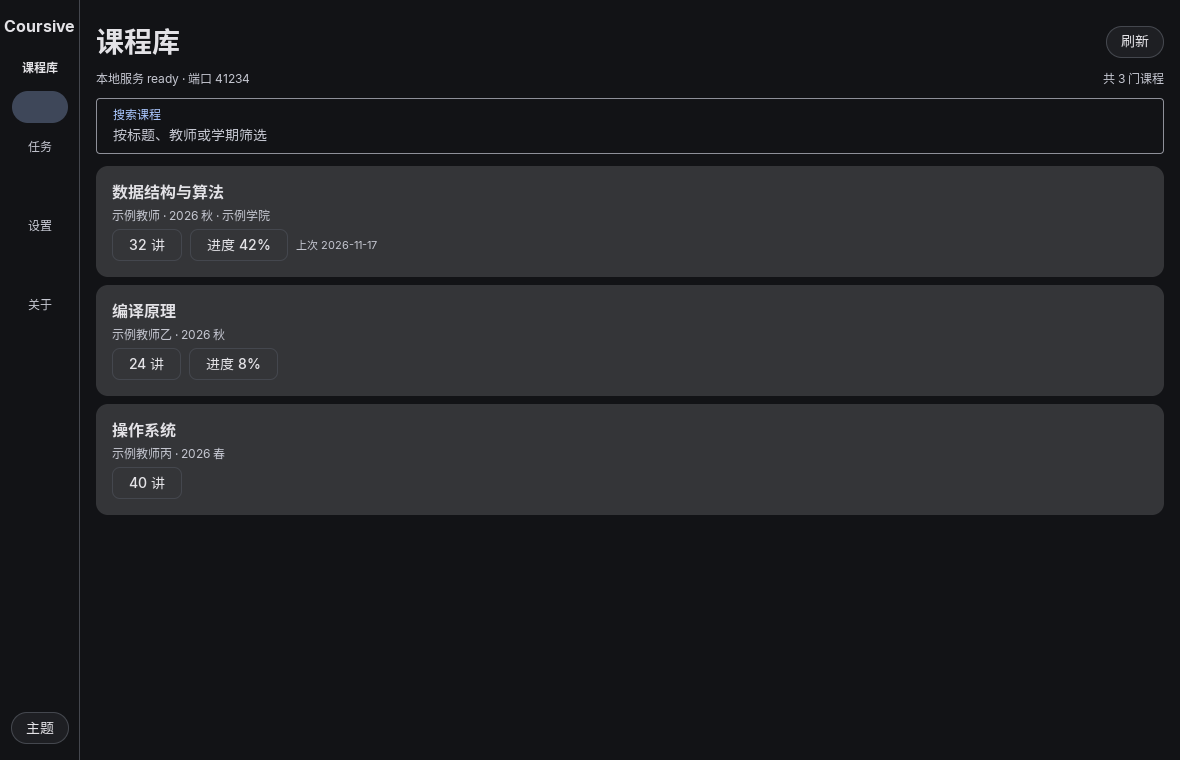 Coursive
课程库
任务
设置
关于
主题
课程库
刷新
本地服务 ready · 端口 41234
共 3 门课程
搜索课程
按标题、教师或学期筛选
数据结构与算法
示例教师 · 2026 秋 · 示例学院
32 讲
进度 42%
上次 2026-11-17
编译原理
示例教师乙 · 2026 秋
24 讲
进度 8%
操作系统
示例教师丙 · 2026 春
40 讲